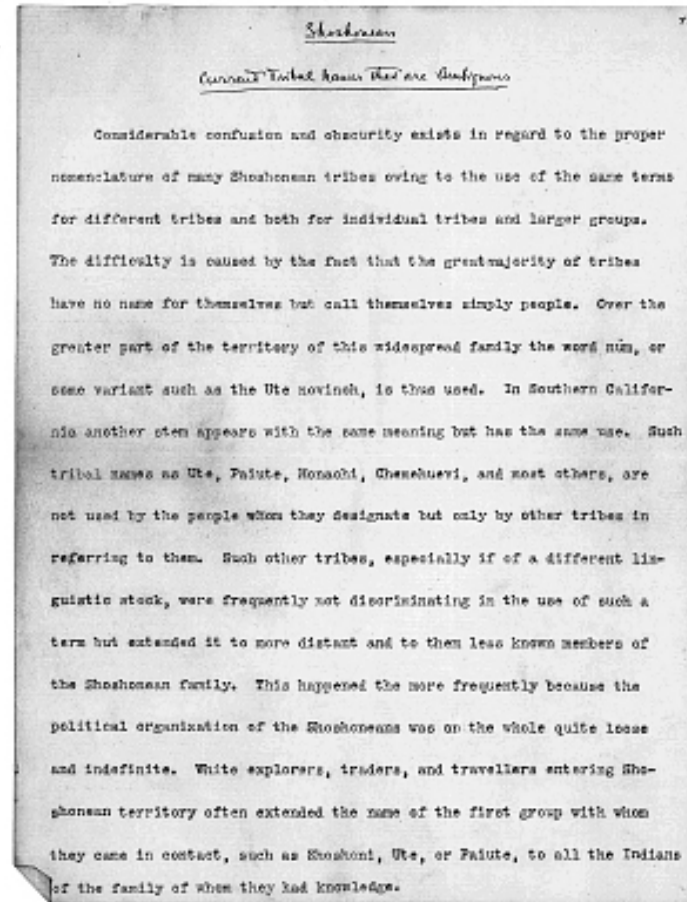 Shoshonean
Current Tribal Names that are Ambiguous
Considerable confusion and obscurity exists in regard to the proper
nomenclature of many Shoshonean tribes owing to the use of the same terms
for different tribes and both for individual tribes and larger groups.
The difficulty is caused by the fact that the greatmajority of tribes
have no name for themselves but call themselves simply people. Over the
greater part of the territory of this widespread family the word nüm, or
some variant such as the Ute novinch, is thus used. In Southern Califor-
nia another stem appears with the same meaning but has the same use. Such
tribal names as Ute, Paiute, Monachi, Chemehuevi, and most others, are
not used by the people whom they designate but only by other tribes in
referring to them. Such other tribes, especially if of a different lin-
guistic stock, were frequently not discriminating in the use of such a
term but extended it to more distant and to them less known members of
the Shoshonean family. This happened the more frequently because the
political organization of the Shoshoneans was on the whole quite loose
and indefinite. White explorers, traders, and travellers entering Sho-
shonean territory often extended the name of the first group with whom
they came in contact, such as Shoshoni, Ute, or Paiute, to all the Indians
of the family of whom they had knowledge.